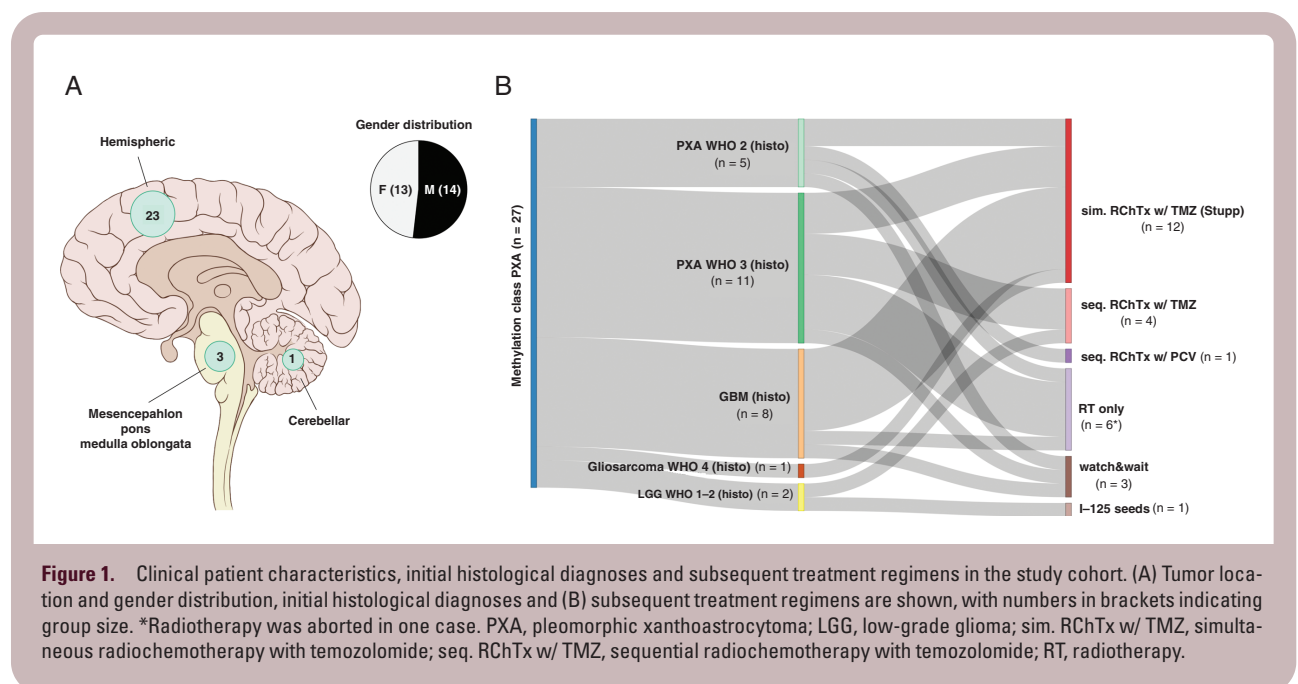 A
Hemispheric
23
Gender distribution
F (13)
M (14)
3
1
Mesencepahlon
pons
medulla oblongata
Cerebellar
B
Methylation class PXA (n = 27)
PXA WHO 2 (histo)
(n = 5)
PXA WHO 3 (histo)
(n = 11)
GBM (histo)
(n = 8)
Gliosarcoma WHO 4 (histo) (n = 1)
LGG WHO 1–2 (histo) (n = 2)
sim. RChTx w/ TMZ (Stupp)
(n = 12)
seq. RChTx w/ TMZ
(n = 4)
seq. RChTx w/ PCV (n = 1)
RT only
(n = 6*)
watch&wait
(n = 3)
I–125 seeds (n = 1)
Figure 1. Clinical patient characteristics, initial histological diagnoses and subsequent treatment regimens in the study cohort. (A) Tumor loca-
tion and gender distribution, initial histological diagnoses and (B) subsequent treatment regimens are shown, with numbers in brackets indicating
group size. *Radiotherapy was aborted in one case. PXA, pleomorphic xanthoastrocytoma; LGG, low-grade glioma; sim. RChTx w/ TMZ, simulta-
neous radiochemotherapy with temozolomide; seq. RChTx w/ TMZ, sequential radiochemotherapy with temozolomide; RT, radiotherapy.